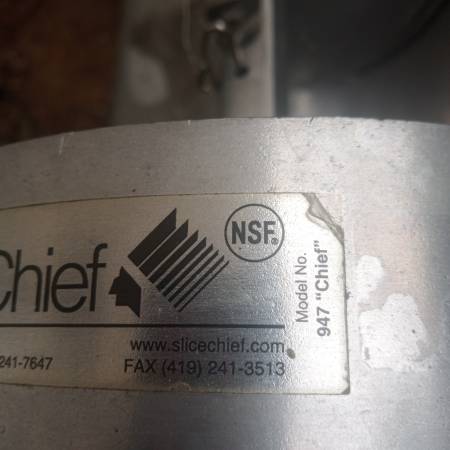 Chief
NSF®
www.slicechief.com
241-7647 FAX (419) 241-3513
Model No.
947 "Chief"